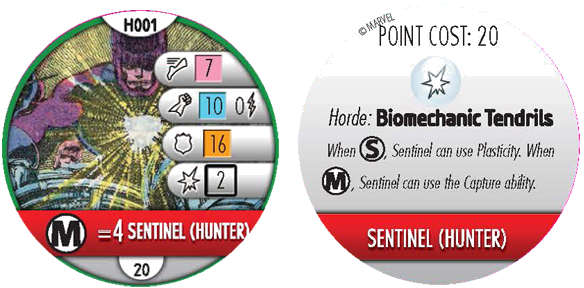 H001
7
10 0
16
2
M =4 SENTINEL (HUNTER)
20
© MARVEL
POINT COST: 20
Horde: Biomechanic Tendrils
When S, Sentinel can use Plasticity. When
M, Sentinel can use the Capture ability.
SENTINEL (HUNTER)